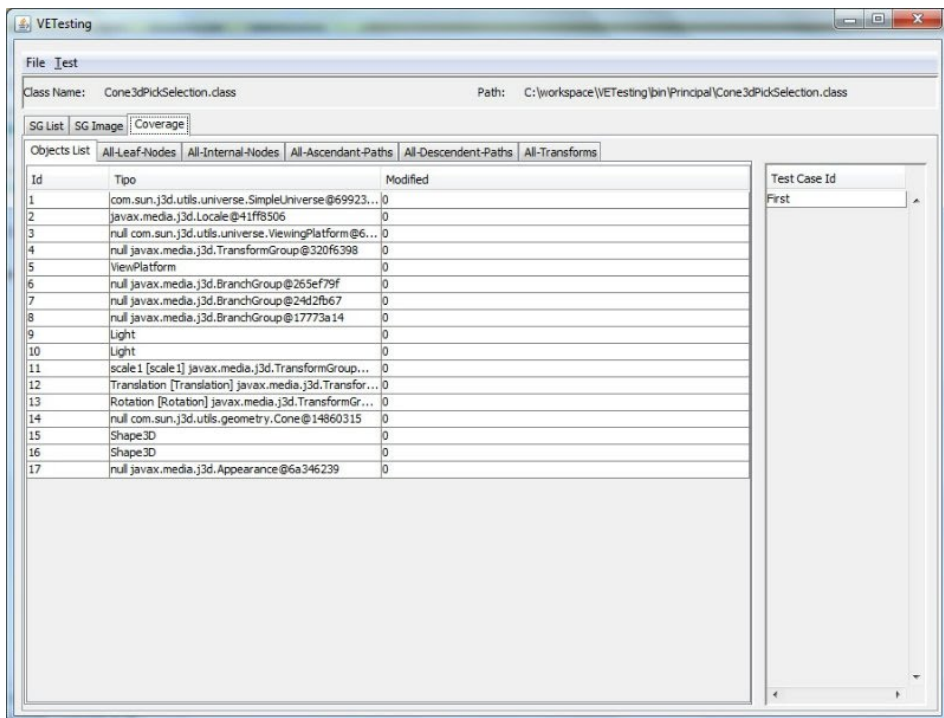 VETesting
File Test
Class Name: Cone3dPickSelection.class Path: C:\workspace\VETesting\bin\Principal\Cone3dPickSelection.class
SG List SG Image Coverage
Objects List All-Leaf-Nodes All-Internal-Nodes All-Ascendant-Paths All-Descendent-Paths All-Transforms
Id Tipo Modified Test Case Id
1 com.sun.j3d.utils.universe.SimpleUniverse@69923... 0 First
2 javax.media.j3d.Locale@41ff8506 0
3 null com.sun.j3d.utils.universe.ViewingPlatform@6... 0
4 null javax.media.j3d.TransformGroup@320f6398 0
5 ViewPlatform 0
6 null javax.media.j3d.BranchGroup@265ef79f 0
7 null javax.media.j3d.BranchGroup@24d2fb67 0
8 null javax.media.j3d.BranchGroup@17773a14 0
9 Light 0
10 Light 0
11 scale1 [scale1] javax.media.j3d.TransformGroup... 0
12 Translation [Translation] javax.media.j3d.Transfor... 0
13 Rotation [Rotation] javax.media.j3d.TransformGr... 0
14 null com.sun.j3d.utils.geometry.Cone@14860315 0
15 Shape3D 0
16 Shape3D 0
17 null javax.media.j3d.Appearance@6a346239 0